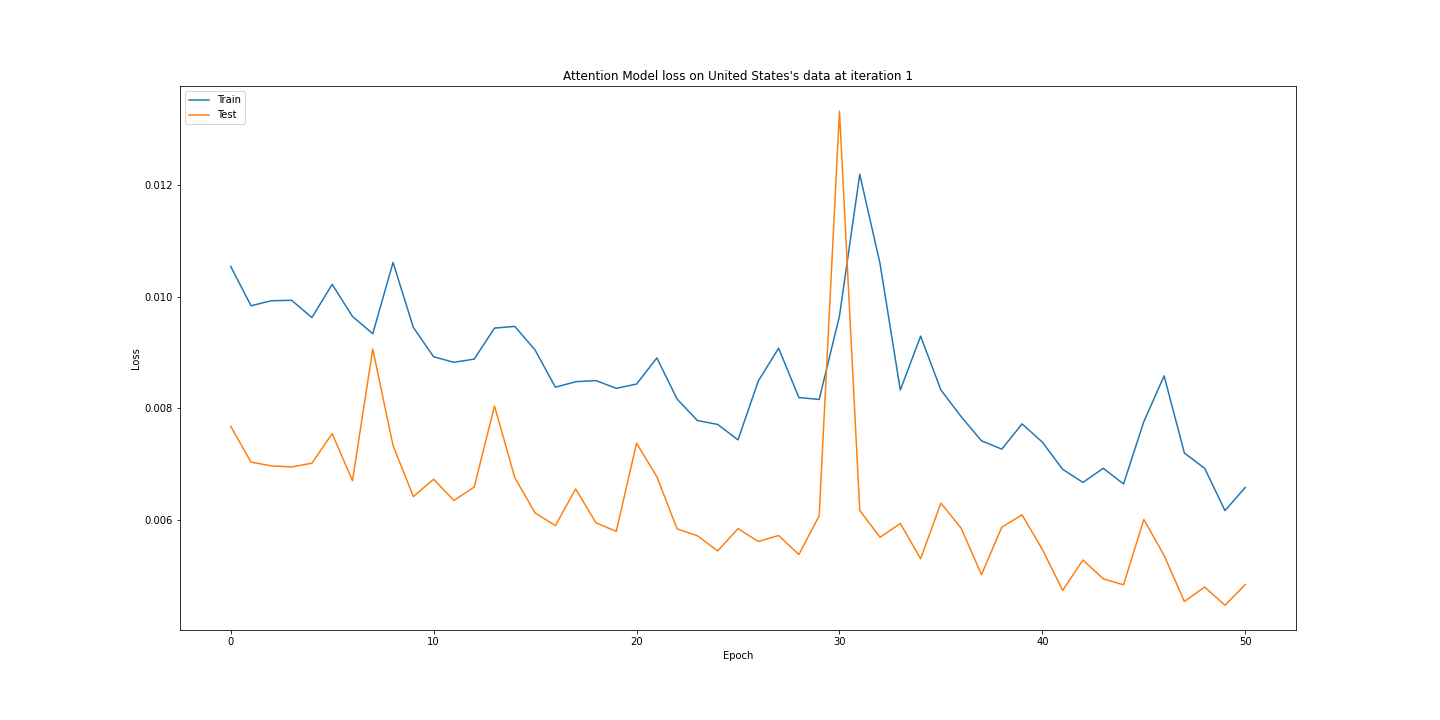 Attention Model loss on United States's data at iteration 1
Train
Test
0.012
0.010
0.008
0.006
Loss
0 10 20 30 40 50
Epoch